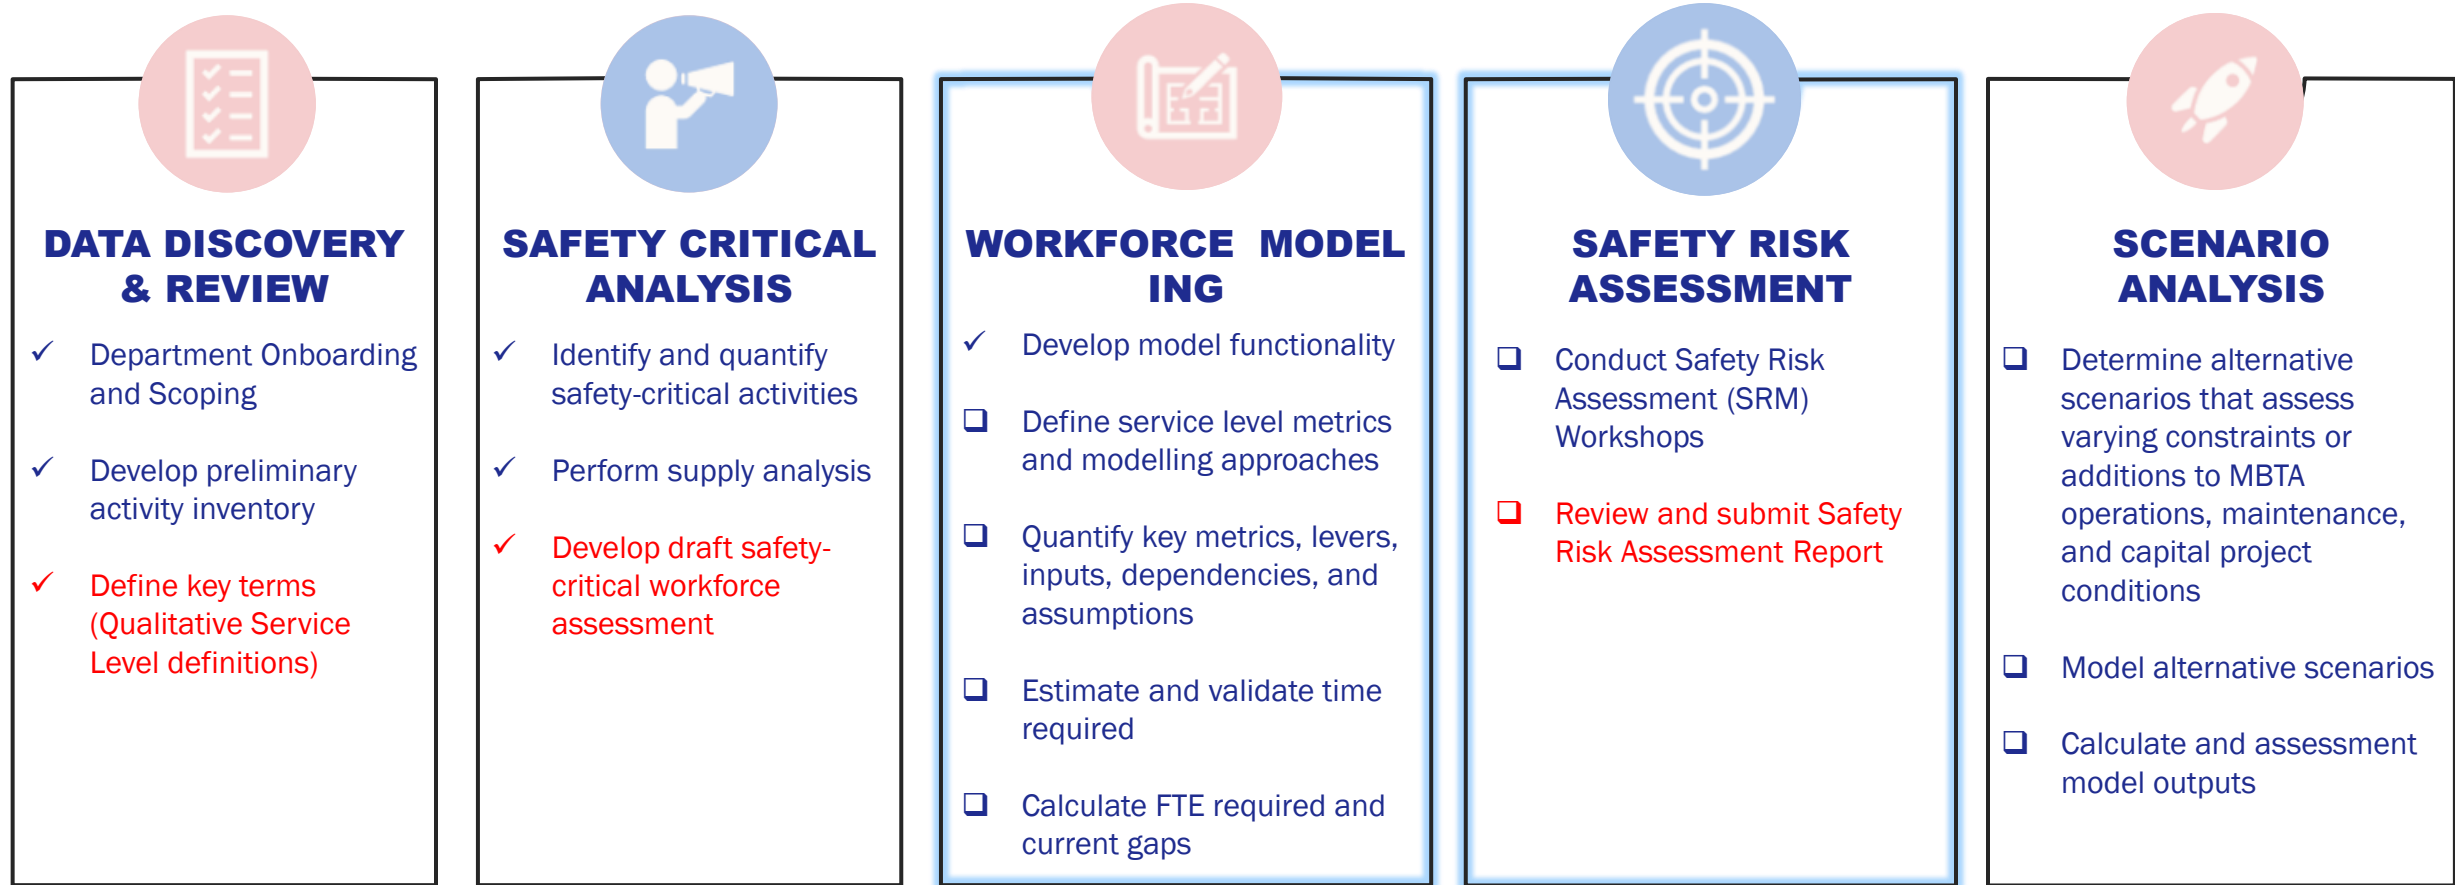 DATA DISCOVERY
& REVIEW
✓ Department Onboarding
and Scoping
✓ Develop preliminary
activity inventory
✓ Define key terms
(Qualitative Service
Level definitions)
SAFETY CRITICAL
ANALYSIS
✓ Identify and quantify
safety-critical activities
✓ Perform supply analysis
✓ Develop draft safety-
critical workforce
assessment
WORKFORCE MODEL
ING
✓ Develop model functionality
❑ Define service level metrics
and modelling approaches
❑ Quantify key metrics, levers,
inputs, dependencies, and
assumptions
❑ Estimate and validate time
required
❑ Calculate FTE required and
current gaps
SAFETY RISK
ASSESSMENT
❑ Conduct Safety Risk
Assessment (SRM)
Workshops
❑ Review and submit Safety
Risk Assessment Report
SCENARIO
ANALYSIS
❑ Determine alternative
scenarios that assess
varying constraints or
additions to MBTA
operations, maintenance,
and capital project
conditions
❑ Model alternative scenarios
❑ Calculate and assessment
model outputs